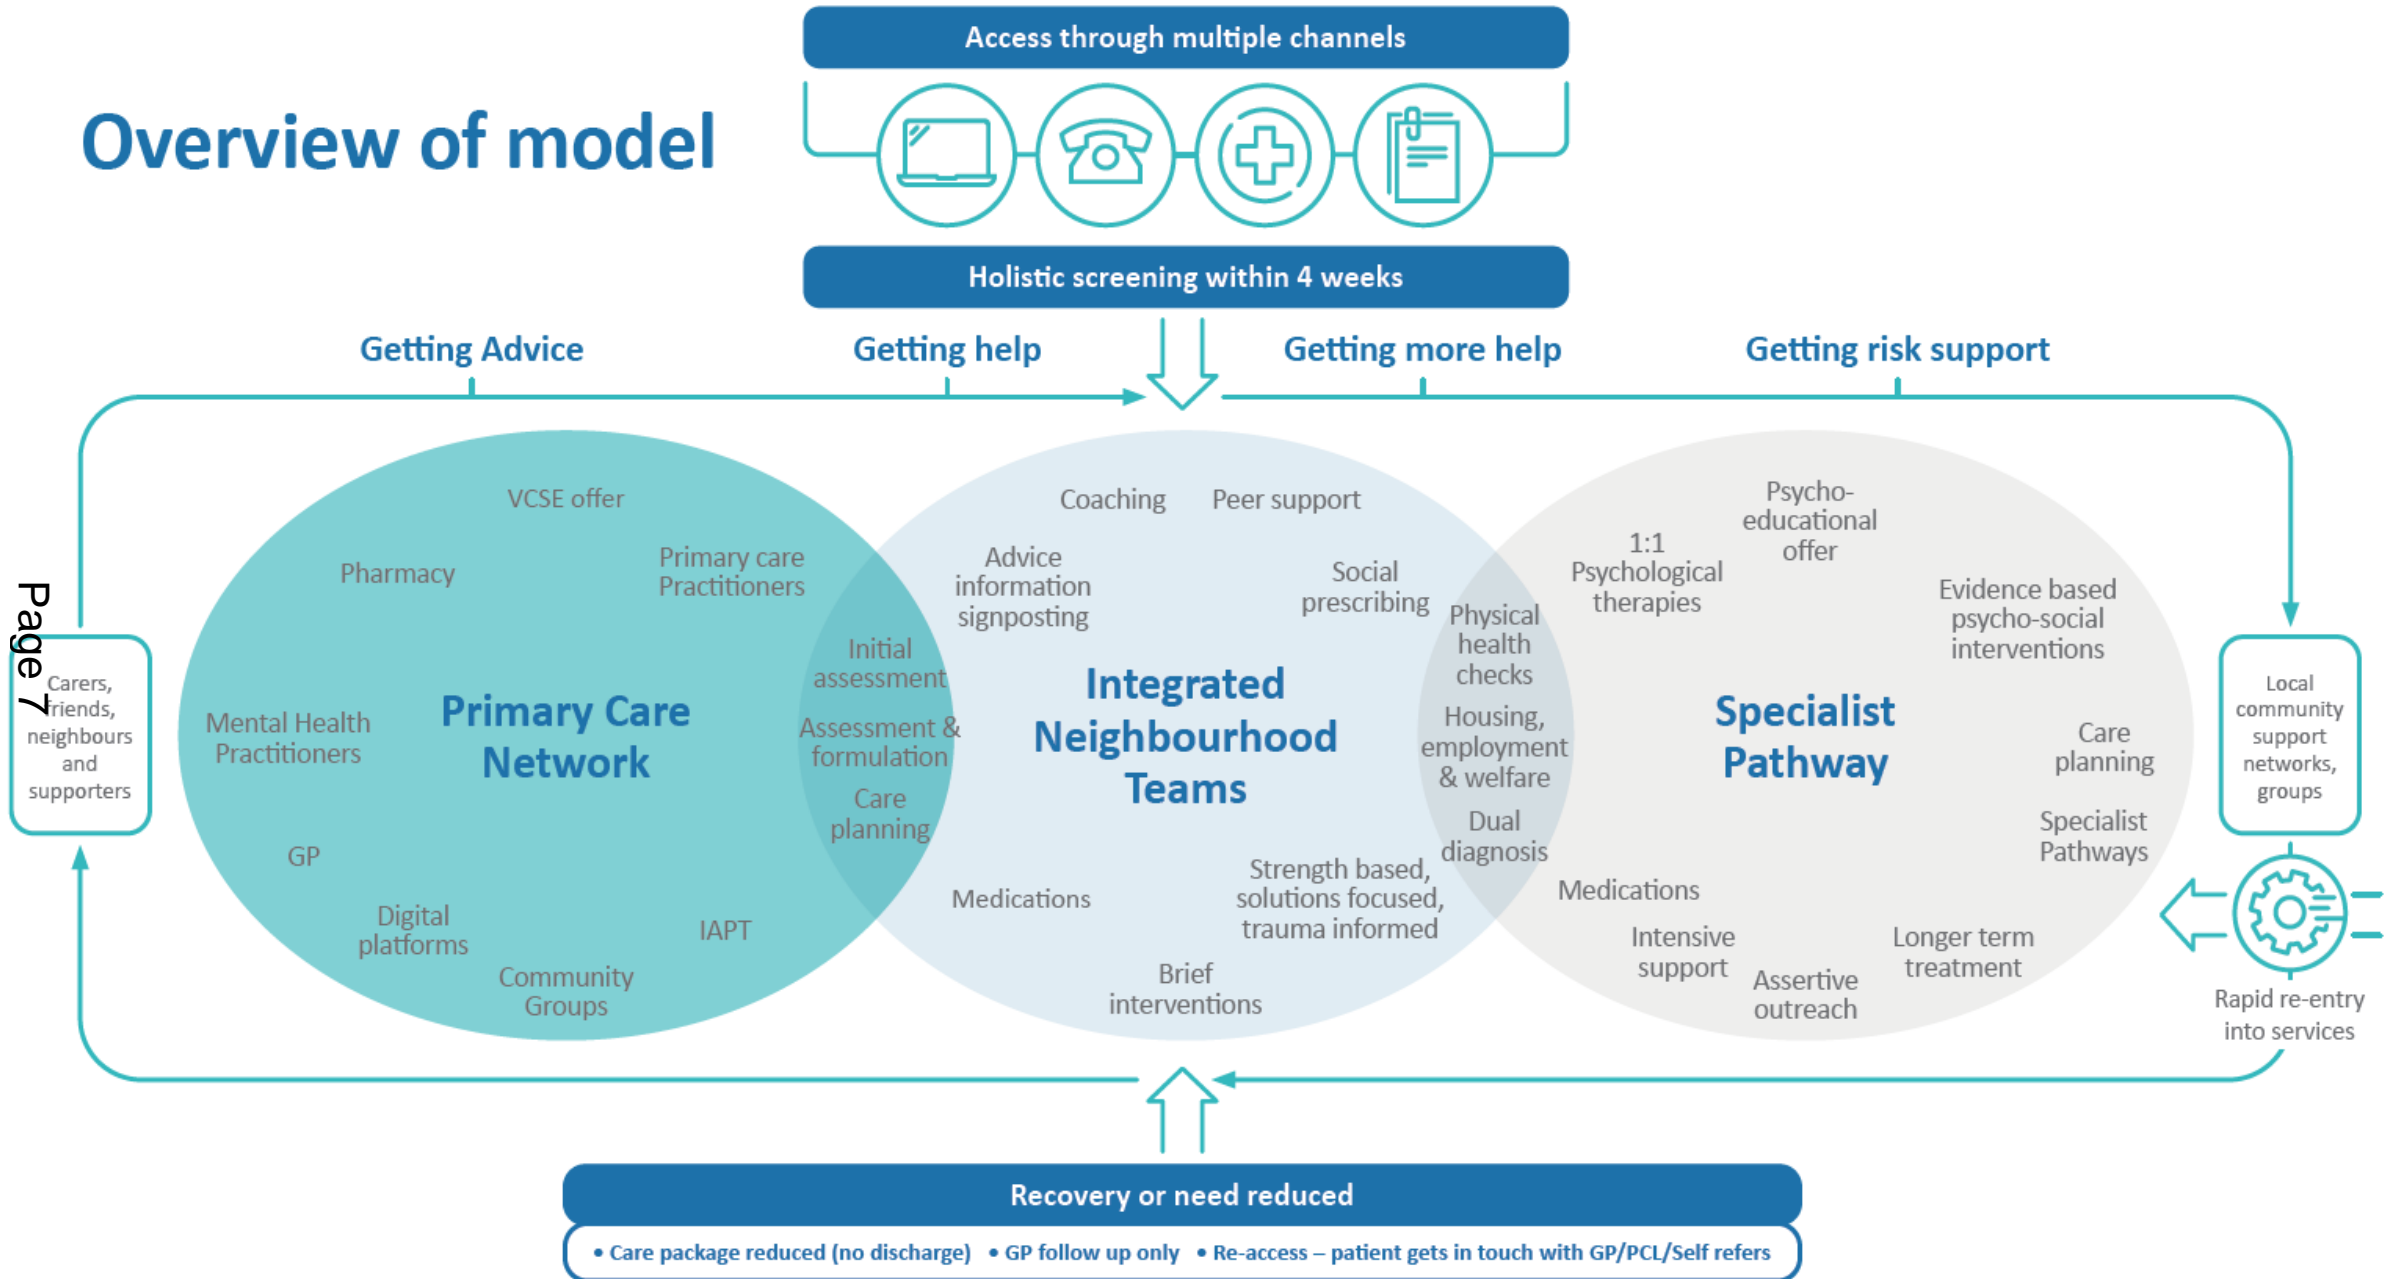 Access through multiple channels
Overview of model
Holistic screening within 4 weeks
Getting Advice
Getting help
Getting more help
Getting risk support
Page 7
Carers,
friends,
neighbours
and
supporters
VCSE offer
Pharmacy
Primary care
Practitioners
Mental Health
Practitioners
Primary Care
Network
GP
Digital
platforms
IAPT
Community
Groups
Initial
assessment
Assessment &
formulation
Care
planning
Coaching
Peer support
Advice
information
signposting
Social
prescribing
Integrated
Neighbourhood
Teams
Medications
Strength based,
solutions focused,
trauma informed
Brief
interventions
Physical
health
checks
Housing,
employment
& welfare
Dual
diagnosis
Psycho-
educational
offer
1:1
Psychological
therapies
Evidence based
psycho-social
interventions
Specialist
Pathway
Care
planning
Specialist
Pathways
Medications
Intensive
support
Assertive
outreach
Longer term
treatment
Local
community
support
networks,
groups
Rapid re-entry
into services
Recovery or need reduced
• Care package reduced (no discharge) • GP follow up only • Re-access – patient gets in touch with GP/PCL/Self refers